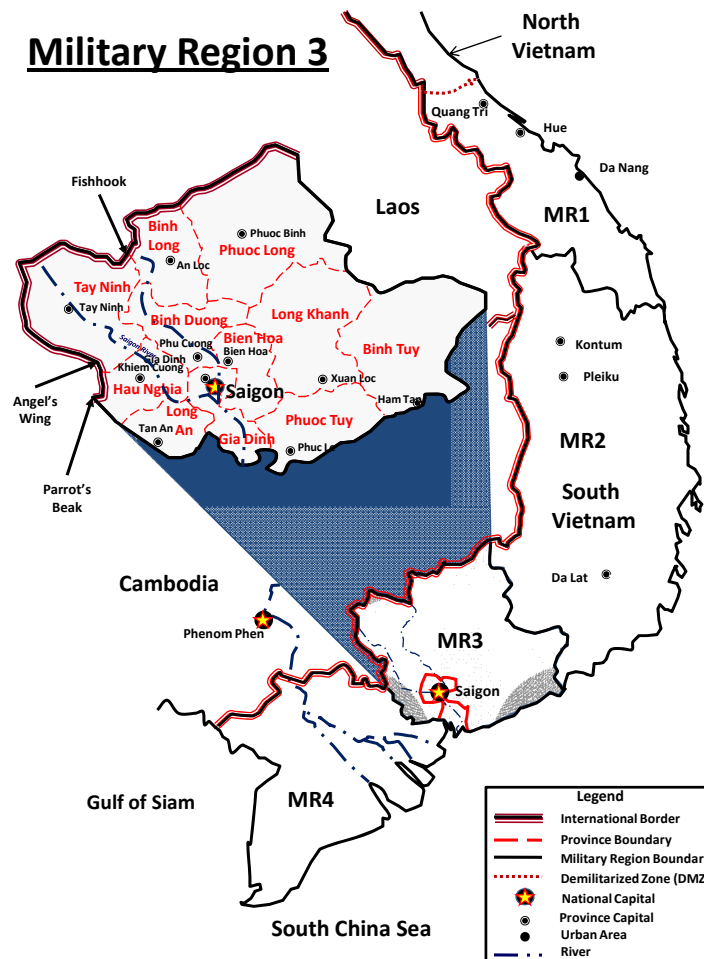 Military Region 3
North
Vietnam
Quang Tri
Hue
Da Nang
MR1
Laos
Fishhook
Binh
Long
Phuoc Binh
Phuoc Long
An Loc
Tay Ninh
Tay Ninh
Long Khanh
Binh Duong
Bien Hoa
Saigon River
Phu Cuong
Gia Dinh
Bien Hoa
Binh Tuy
Khiem Cuong
Xuan Loc
Hau Nghia
Saigon
Ham Tan
Angel's
Wing
Long
An
Phuoc Tuy
Tan An
Gia Dinh
Phuc Le
Parrot's
Beak
Kontum
Pleiku
MR2
South
Vietnam
Da Lat
Cambodia
Phenom Phen
MR3
Saigon
Gulf of Siam
MR4
South China Sea
Legend
International Border
Province Boundary
Military Region Boundar
Demilitarized Zone (DMZ
National Capital
Province Capital
Urban Area
River